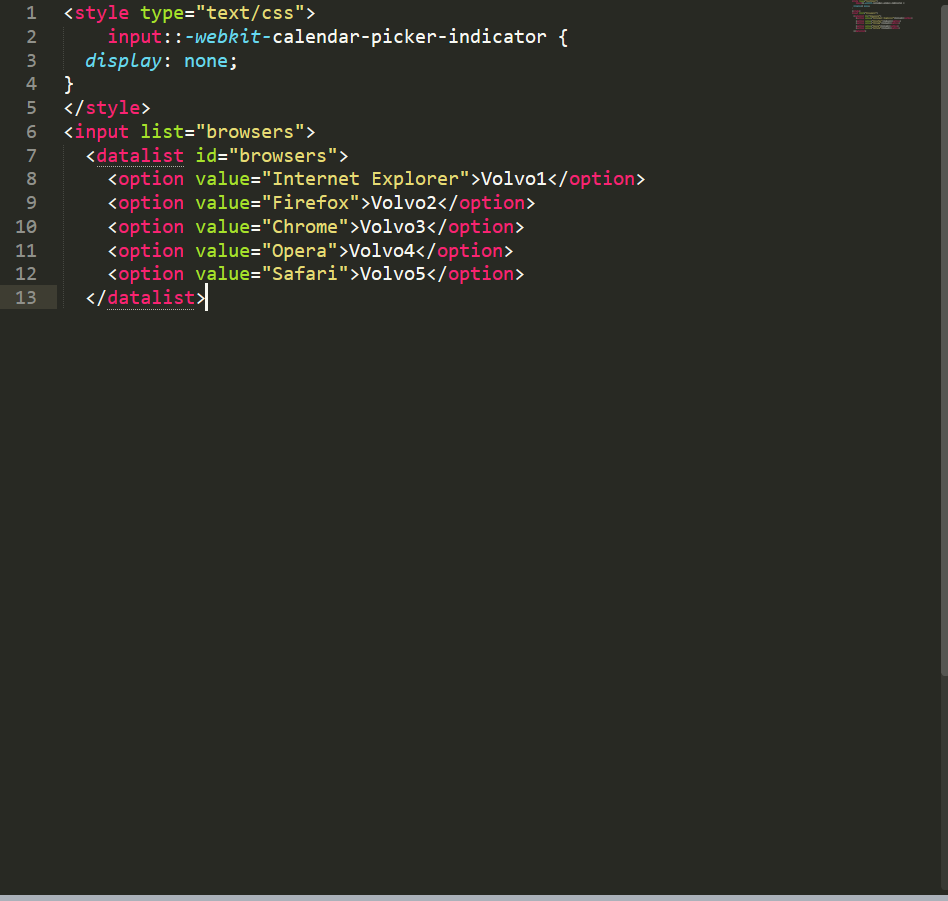 1 <style type="text/css">
2     input::-webkit-calendar-picker-indicator {
3   display: none;
4 }
5 </style>
6 <input list="browsers">
7   <datalist id="browsers">
8     <option value="Internet Explorer">Volvo1</option>
9     <option value="Firefox">Volvo2</option>
10     <option value="Chrome">Volvo3</option>
11     <option value="Opera">Volvo4</option>
12     <option value="Safari">Volvo5</option>
13   </datalist>